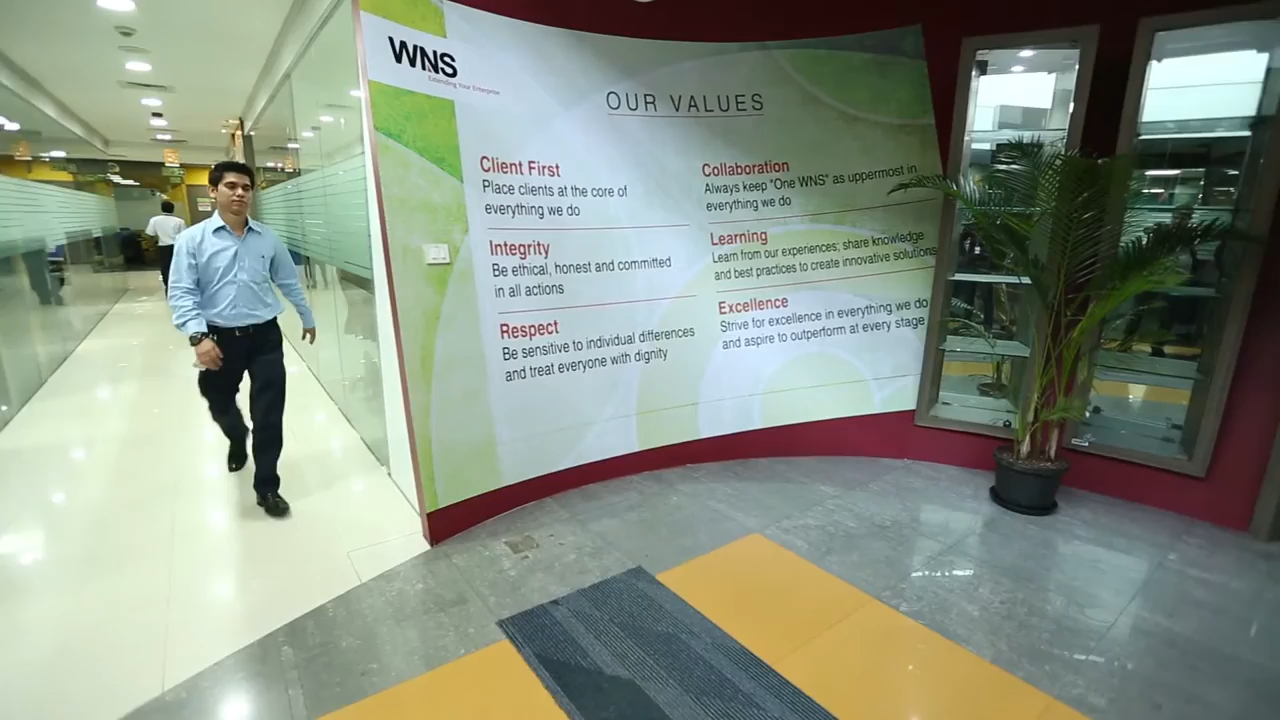 WNS
Extending Your Enterprise
OUR VALUES
Client First
Place clients at the core of
everything we do
Integrity
Be ethical, honest and committed
in all actions
Respect
Be sensitive to individual differences
and treat everyone with dignity
Collaboration
Always keep "One WNS" as uppermost in
everything we do
Learning
Learn from our experiences; share knowledge
and best practices to create innovative solutions
Excellence
Strive for excellence in everything we do
and aspire to outperform at every stage